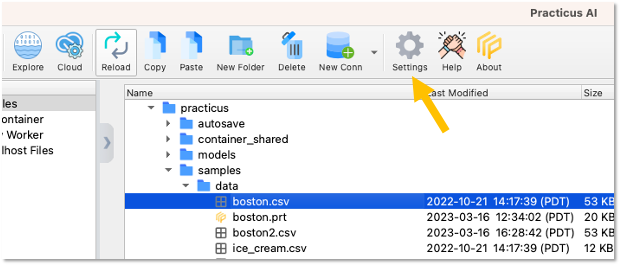 Practicus AI
Explore Cloud Reload Copy Paste New Folder Delete New Conn Settings Help About
Name Last Modified Size
practicus
autosave
container_shared
models
samples
data
boston.csv 2022-10-21 14:17:39 (PDT) 53 KB
boston.prt 2023-03-16 12:34:02 (PDT) 20 KB
boston2.csv 2023-03-16 16:28:42 (PDT) 53 KB
ice_cream.csv 2022-10-21 14:17:39 (PDT) 12 KB
les
ontainer
y Worker
lhost Files